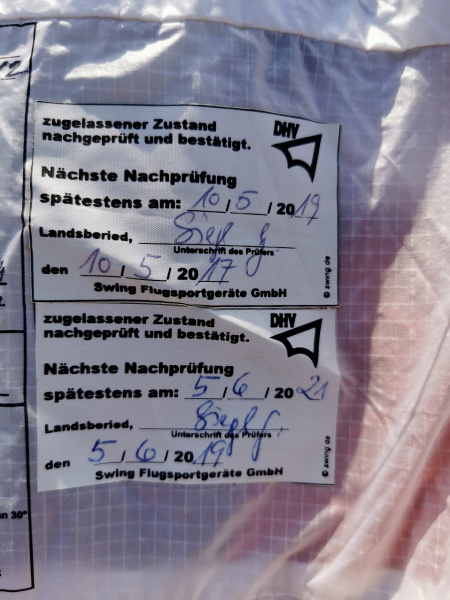 zugelassener Zustand
nachgeprüft und bestätigt.
DHV
Nächste Nachprüfung
spätestens am: 10 / 5 / 2019
Landsberied,
Unterschrift des Prüfers
den 10 / 5 / 2017
Swing Flugsportgeräte GmbH
© swing.de
zugelassener Zustand
nachgeprüft und bestätigt.
DHV
Nächste Nachprüfung
spätestens am: 5 / 6 / 2021
Landsberied,
Unterschrift des Prüfers
den 5 / 6 / 2019
Swing Flugsportgeräte GmbH
© swing.de
an 30°